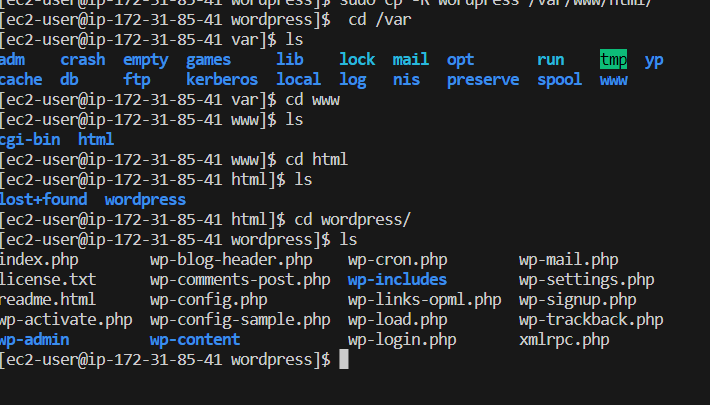 [ec2-user@ip-172-31-85-41 wordpress]$ sudo cp -R wordpress /var/www/html/
[ec2-user@ip-172-31-85-41 wordpress]$  cd /var
[ec2-user@ip-172-31-85-41 var]$ ls
adm    crash  empty  games     lib    lock  mail  opt       run    tmp  yp
cache  db     ftp    kerberos  local  log   nis   preserve  spool  www
[ec2-user@ip-172-31-85-41 var]$ cd www
[ec2-user@ip-172-31-85-41 www]$ ls
cgi-bin  html
[ec2-user@ip-172-31-85-41 www]$ cd html
[ec2-user@ip-172-31-85-41 html]$ ls
lost+found  wordpress
[ec2-user@ip-172-31-85-41 html]$ cd wordpress/
[ec2-user@ip-172-31-85-41 wordpress]$ ls
index.php        wp-blog-header.php    wp-cron.php        wp-mail.php
license.txt      wp-comments-post.php  wp-includes        wp-settings.php
readme.html      wp-config.php         wp-links-opml.php  wp-signup.php
wp-activate.php  wp-config-sample.php  wp-load.php        wp-trackback.php
wp-admin         wp-content            wp-login.php       xmlrpc.php
[ec2-user@ip-172-31-85-41 wordpress]$